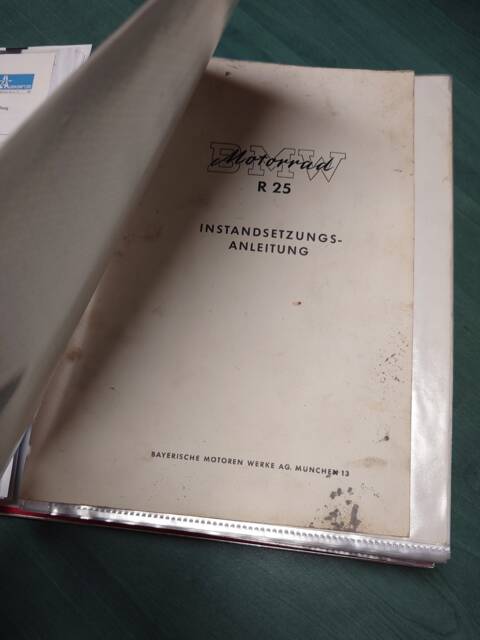 BMW
Motorrad
R 25
INSTANDSETZUNGS-
ANLEITUNG
BAYERISCHE MOTOREN WERKE AG. MÜNCHEN 13